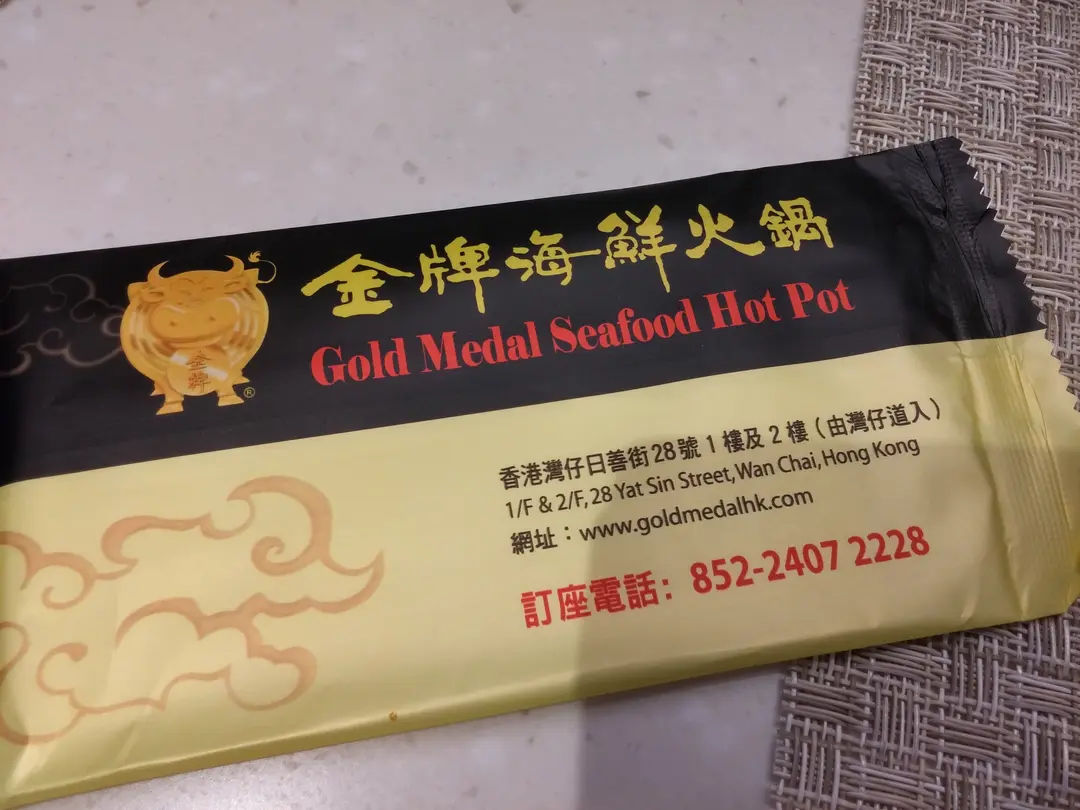 金牌海鮮火鍋
Gold Medal Seafood Hot Pot
金牌
®
香港灣仔日善街28號1樓及2樓（由灣仔道入）
1/F & 2/F, 28 Yat Sin Street, Wan Chai, Hong Kong
網址：www.goldmedalhk.com
訂座電話：852-2407 2228